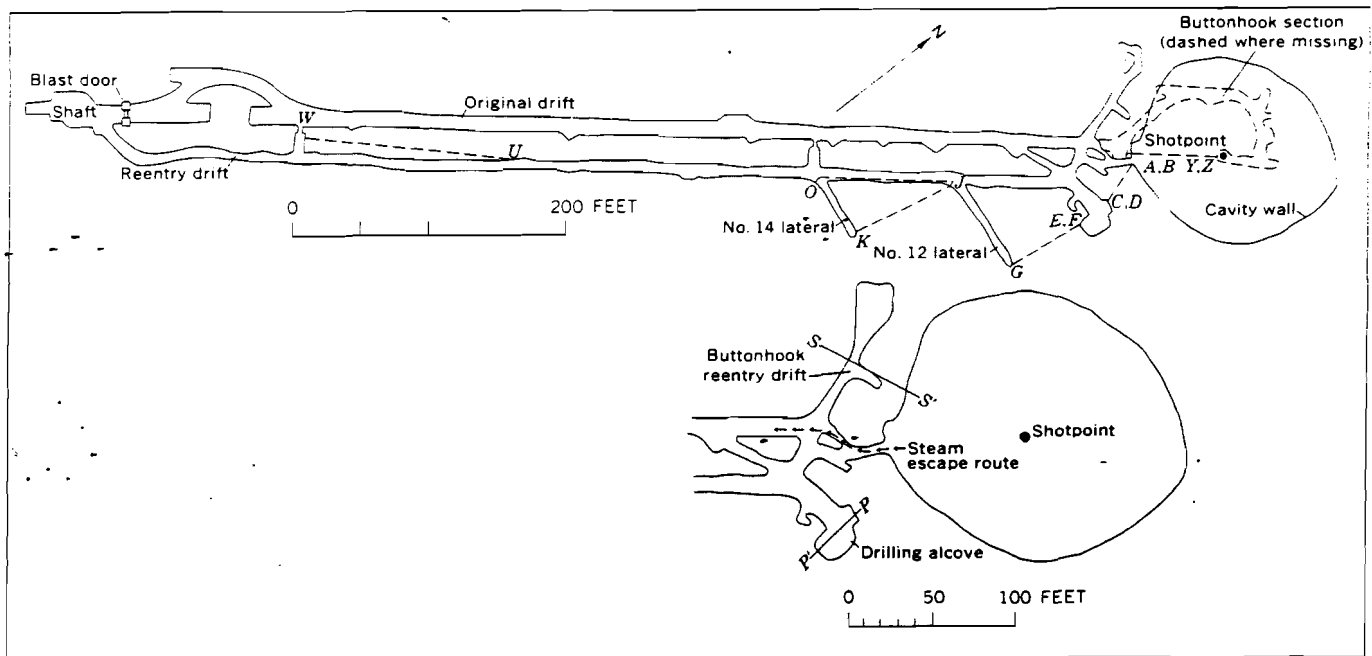 Buttonhook section
(dashed where missing)
Blast door
Shaft
N
W
Original drift
U
Reentry drift
0 200 FEET
O
J
No. 14 lateral
K
No. 12 lateral
G
Shotpoint
A,B Y,Z
C,D
E,F
Cavity wall
S
S'
Buttonhook
reentry drift
Shotpoint
Steam
escape route
P
P'
Drilling alcove
0 50 100 FEET